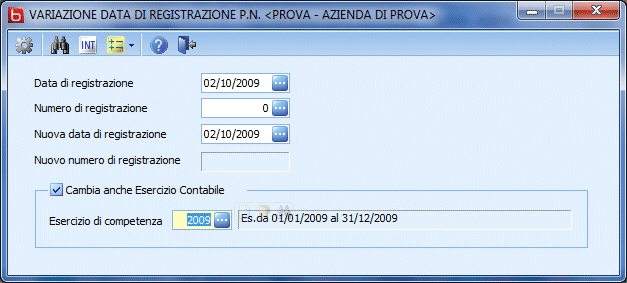 b VARIAZIONE DATA DI REGISTRAZIONE P.N. <PROVA - AZIENDA DI PROVA>
INT
Data di registrazione 02/10/2009
Numero di registrazione 0
Nuova data di registrazione 02/10/2009
Nuovo numero di registrazione
Cambia anche Esercizio Contabile
Esercizio di competenza 2009 Es.da 01/01/2009 al 31/12/2009